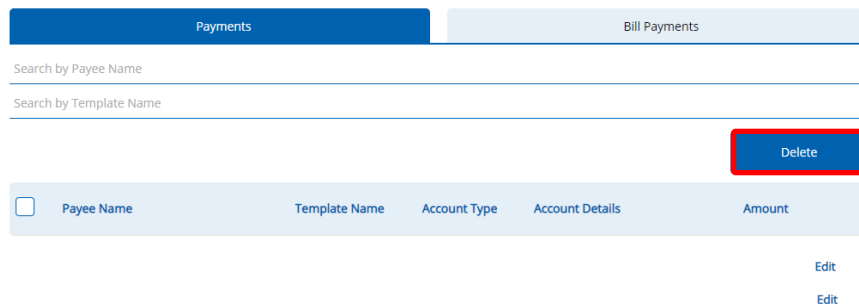 Payments Bill Payments
Search by Payee Name
Search by Template Name
Delete
Payee Name Template Name Account Type Account Details Amount
Edit
Edit